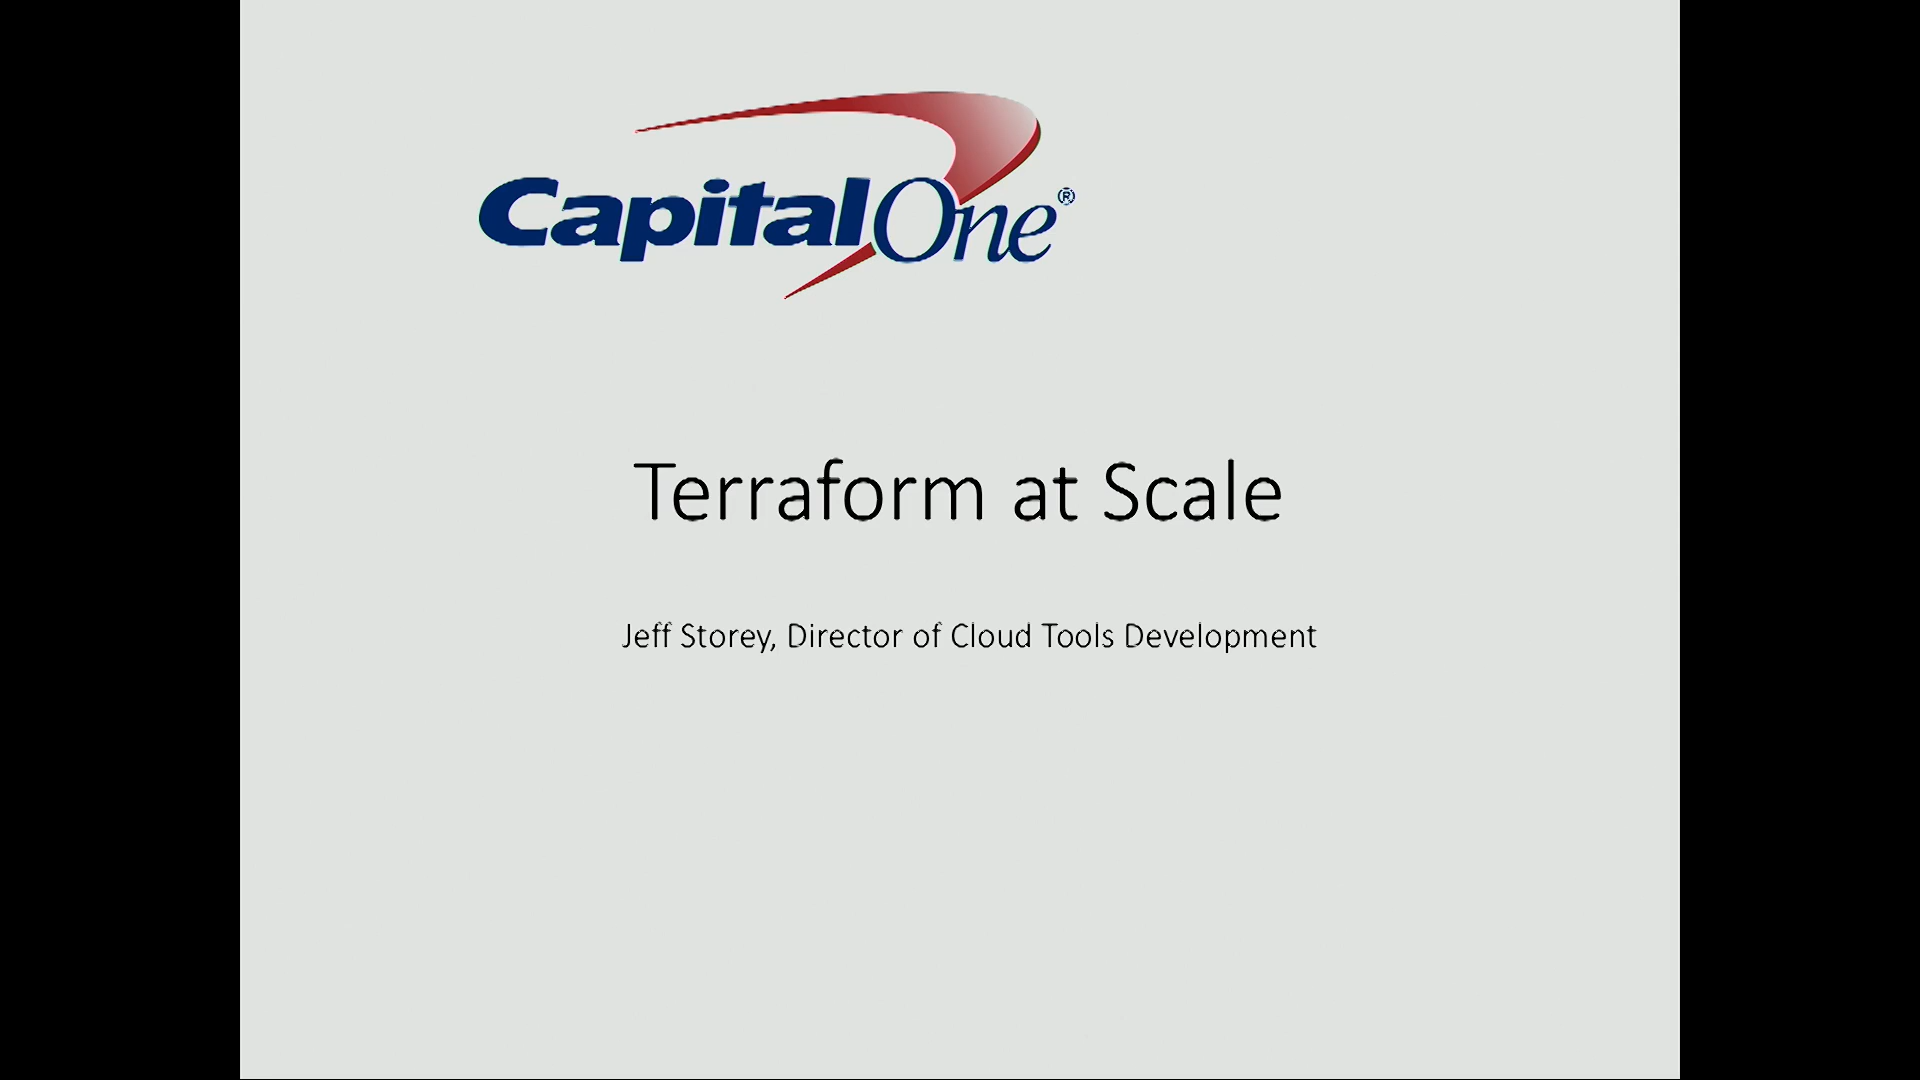 CapitalOne®
Terraform at Scale
Jeff Storey, Director of Cloud Tools Development